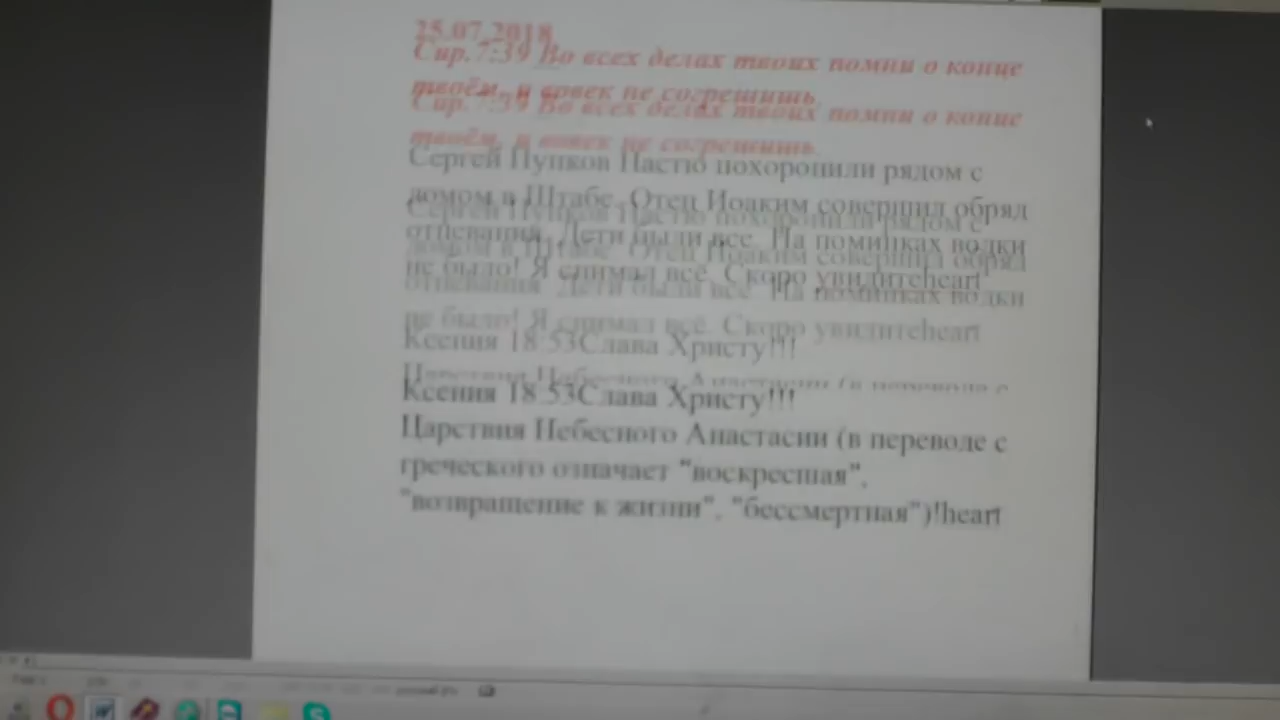 25.07.2018
Сир.7:39 Во всех делах твоих помни о конце
твоём, и вовек не согрешишь.
Сергей Пупков Настю похоронили рядом с
домом в Штабе. Отец Иоаким совершил обряд
отпевания. Дети были все. На поминках водки
не было! Я снимал всё. Скоро увидитеheart
Ксения 18:53Слава Христу!!!
Царствия Небесного Анастасии (в переводе с
греческого означает "воскресшая",
"возвращение к жизни", "бессмертная")!heart